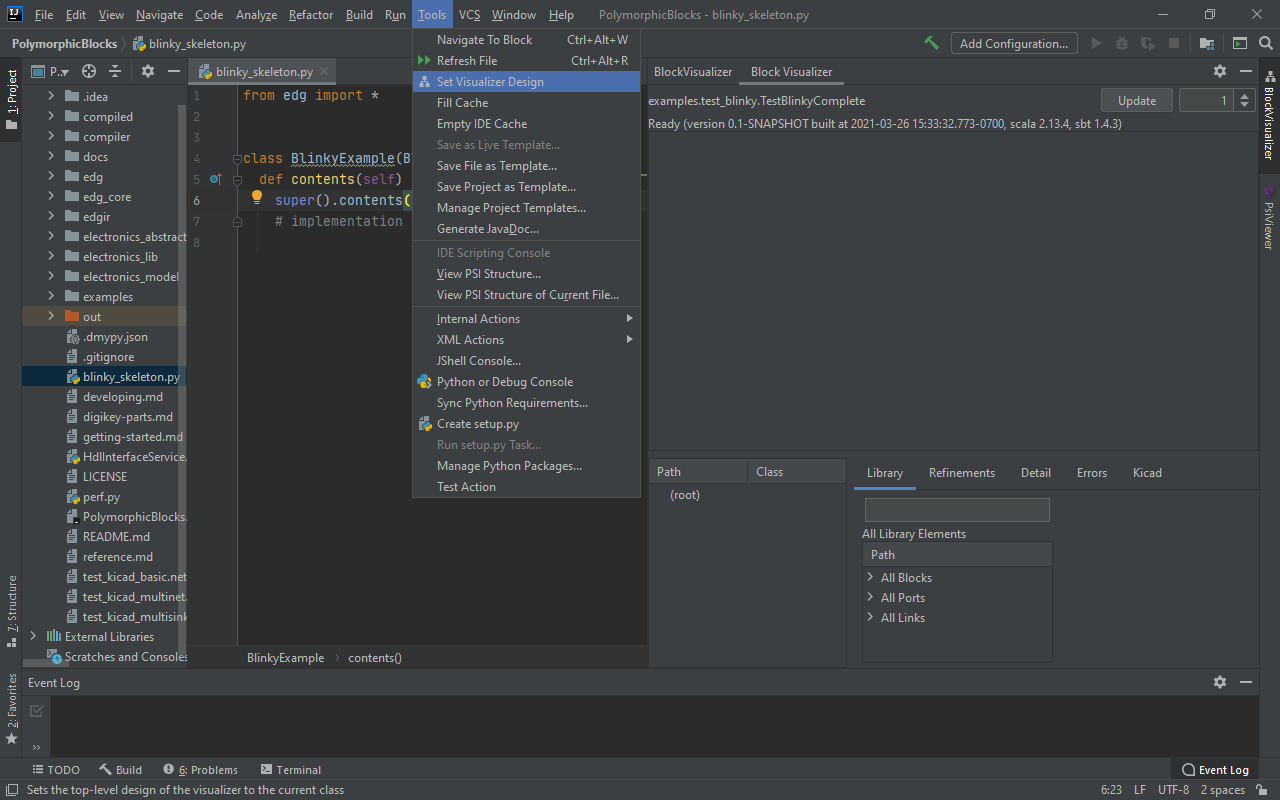 IJ File Edit View Navigate Code Analyze Refactor Build Run Tools VCS Window Help PolymorphicBlocks - blinky_skeleton.py
PolymorphicBlocks blinky_skeleton.py
Add Configuration...
1: Project
7: Structure
2: Favorites
P..
.idea
compiled
compiler
docs
edg
edg_core
edgir
electronics_abstract
electronics_lib
electronics_model
examples
out
.dmypy.json
.gitignore
blinky_skeleton.py
developing.md
digikey-parts.md
getting-started.md
HdlInterfaceService.
LICENSE
perf.py
PolymorphicBlocks.
README.md
reference.md
test_kicad_basic.net
test_kicad_multinet.
test_kicad_multisink
External Libraries
Scratches and Consoles
blinky_skeleton.py
1 from edg import *
2
3
4 class BlinkyExample(B
5 def contents(self)
6 super().contents(
7 # implementation
8
BlinkyExample contents()
Navigate To Block Ctrl+Alt+W
Refresh File Ctrl+Alt+R
Set Visualizer Design
Fill Cache
Empty IDE Cache
Save as Live Template...
Save File as Template...
Save Project as Template...
Manage Project Templates...
Generate JavaDoc...
IDE Scripting Console
View PSI Structure...
View PSI Structure of Current File...
Internal Actions
XML Actions
JShell Console...
Python or Debug Console
Sync Python Requirements...
Create setup.py
Run setup.py Task...
Manage Python Packages...
Test Action
BlockVisualizer Block Visualizer
examples.test_blinky.TestBlinkyComplete Update 1
Ready (version 0.1-SNAPSHOT built at 2021-03-26 15:33:32.773-0700, scala 2.13.4, sbt 1.4.3)
Path Class
(root)
Library Refinements Detail Errors Kicad
All Library Elements
Path
All Blocks
All Ports
All Links
BlockVisualizer
PsiViewer
Event Log
TODO Build 6: Problems Terminal Event Log
Sets the top-level design of the visualizer to the current class 6:23 LF UTF-8 2 spaces